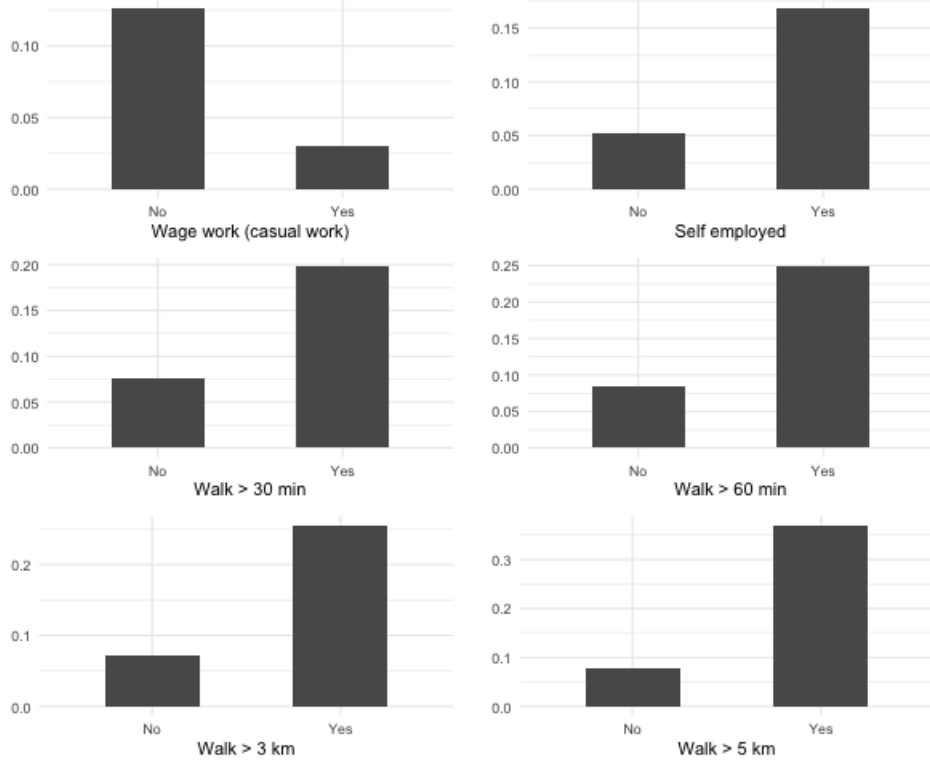 0.10
0.05
0.00
No Yes
Wage work (casual work)
0.15
0.10
0.05
0.00
No Yes
Self employed
0.20
0.15
0.10
0.05
0.00
No Yes
Walk > 30 min
0.25
0.20
0.15
0.10
0.05
0.00
No Yes
Walk > 60 min
0.2
0.1
0.0
No Yes
Walk > 3 km
0.3
0.2
0.1
0.0
No Yes
Walk > 5 km